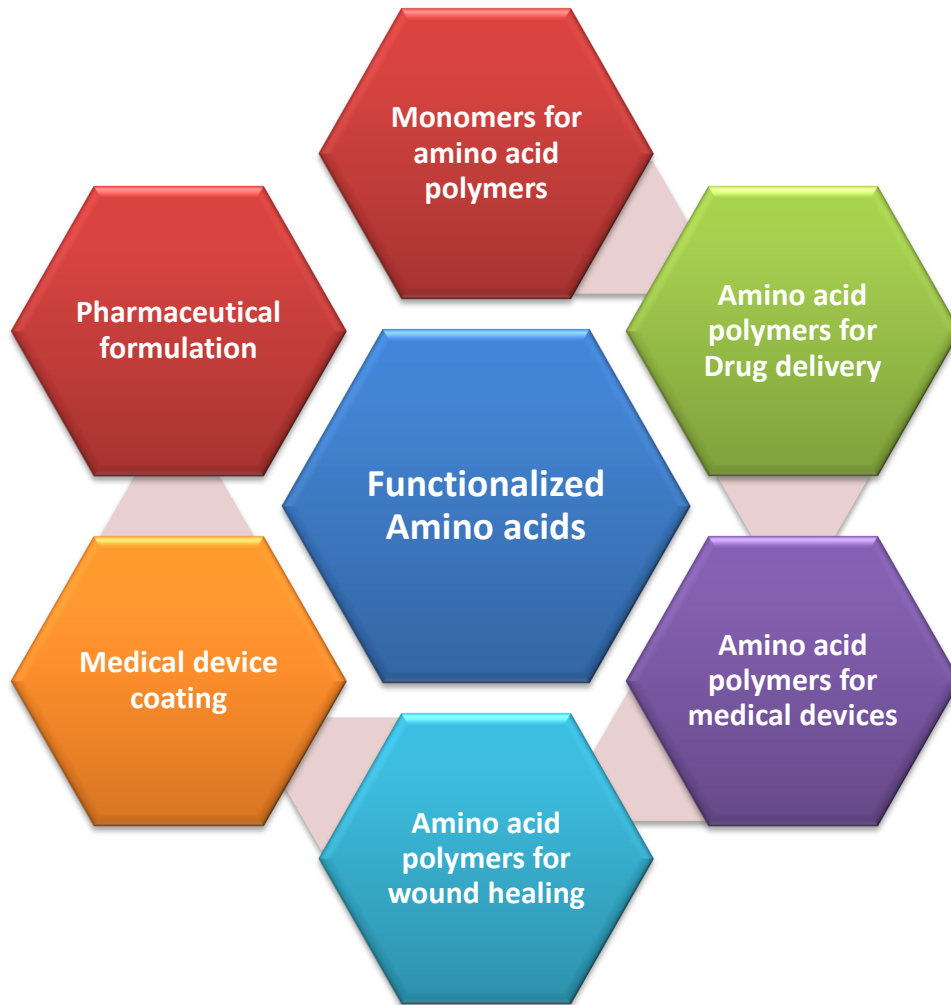 Monomers for
amino acid
polymers
Amino acid
polymers for
Drug delivery
Amino acid
polymers for
medical devices
Amino acid
polymers for
wound healing
Medical device
coating
Pharmaceutical
formulation
Functionalized
Amino acids